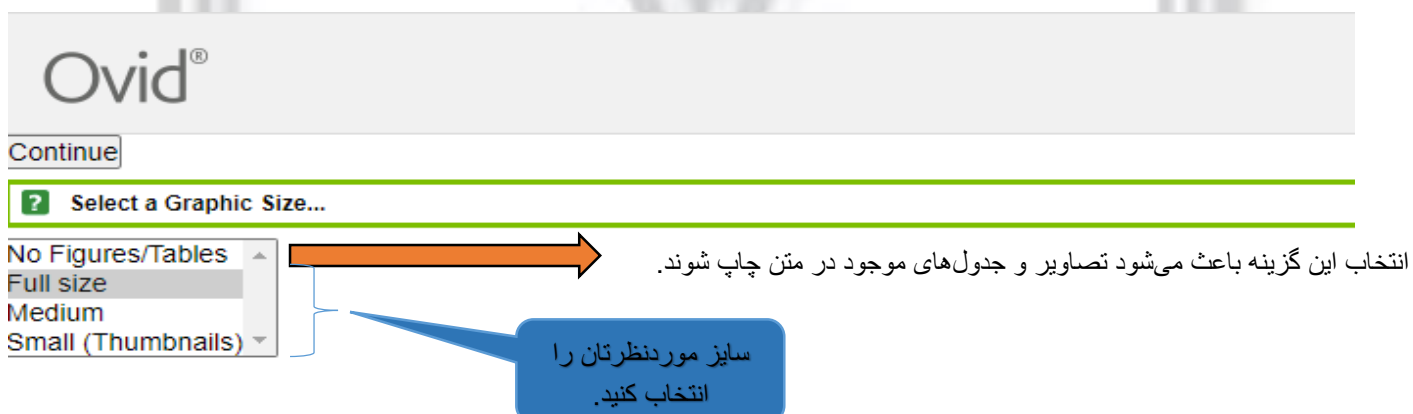 Ovid®
Continue
? Select a Graphic Size...
No Figures/Tables
انتخاب این گزینه باعث می‌شود تصاویر و جدول‌های موجود در متن چاپ شوند.
Full size
Medium
Small (Thumbnails)
سایز موردنظرتان را
انتخاب کنید.